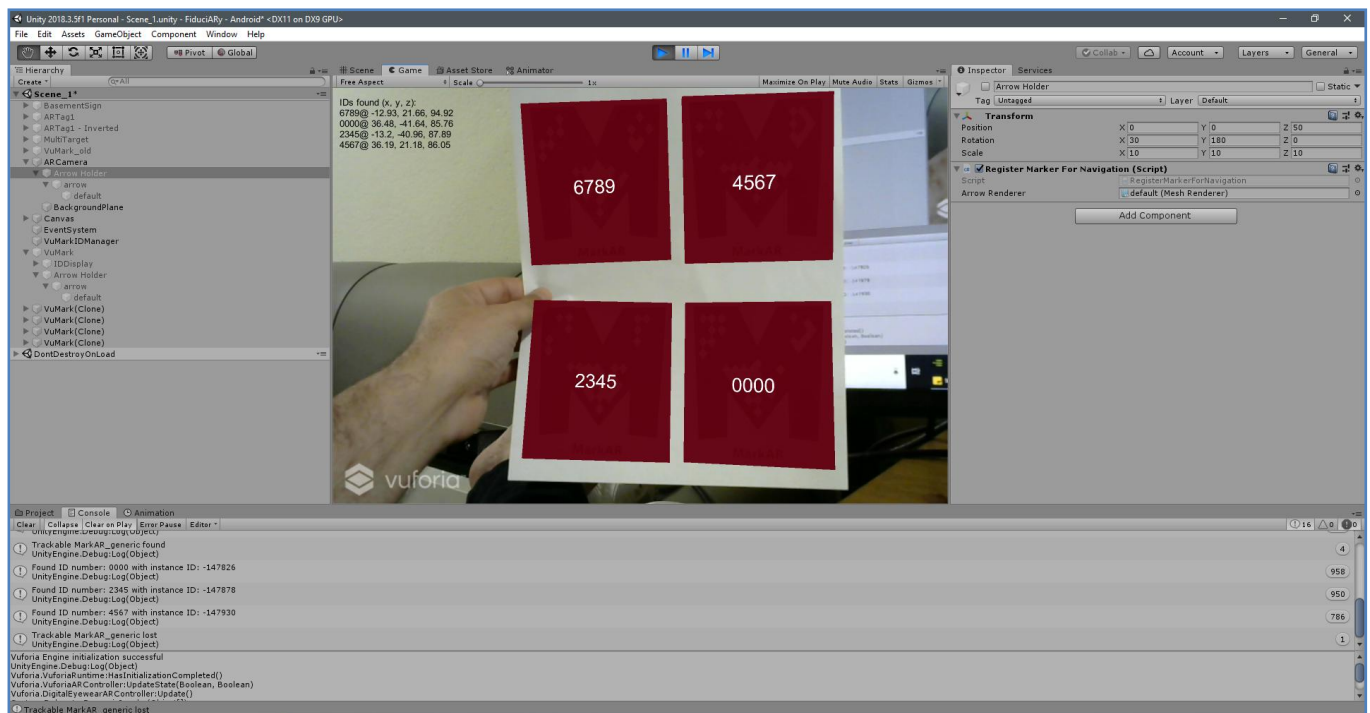 Unity 2018.3.5f1 Personal - Scene_1.unity - FiduciARy - Android* <DX11 on DX9 GPU>
File Edit Assets GameObject Component Window Help
Pivot Global Collab Account Layers General
Hierarchy
Create All
Scene_1*
BasementSign
ARTag1
ARTag1 - Inverted
MultiTarget
VuMark_old
ARCamera
Arrow Holder
arrow
default
BackgroundPlane
Canvas
EventSystem
VuMarkIDManager
VuMark
IDDisplay
Arrow Holder
arrow
default
VuMark(Clone)
VuMark(Clone)
VuMark(Clone)
VuMark(Clone)
DontDestroyOnLoad
Scene Game Asset Store Animator
Free Aspect Scale 1x Maximize On Play Mute Audio Stats Gizmos
IDs found (x, y, z):
6789@ -12.93, 21.66, 94.92
0000@ 36.48, -41.64, 85.76
2345@ -13.2, -40.96, 87.89
4567@ 36.19, 21.18, 86.05
6789 4567
2345 0000
vuforia
Inspector Services
Arrow Holder Static
Tag Untagged Layer Default
Transform
Position X 0 Y 0 Z 50
Rotation X 30 Y 180 Z 0
Scale X 10 Y 10 Z 10
Register Marker For Navigation (Script)
Script RegisterMarkerForNavigation
Arrow Renderer default (Mesh Renderer)
Add Component
Project Console Animation
Clear Collapse Clear on Play Error Pause Editor 16 0 0
UnityEngine.Debug:Log(Object)
Trackable MarkAR_generic found 4
UnityEngine.Debug:Log(Object)
Found ID number: 0000 with instance ID: -147826 958
UnityEngine.Debug:Log(Object)
Found ID number: 2345 with instance ID: -147878 950
UnityEngine.Debug:Log(Object)
Found ID number: 4567 with instance ID: -147930 786
UnityEngine.Debug:Log(Object)
Trackable MarkAR_generic lost 1
UnityEngine.Debug:Log(Object)
Vuforia Engine initialization successful
UnityEngine.Debug:Log(Object)
Vuforia.VuforiaRuntime:HasInitializationCompleted()
Vuforia.VuforiaARController:UpdateState(Boolean, Boolean)
Vuforia.DigitalEyewearARController:Update()
Trackable MarkAR_generic lost